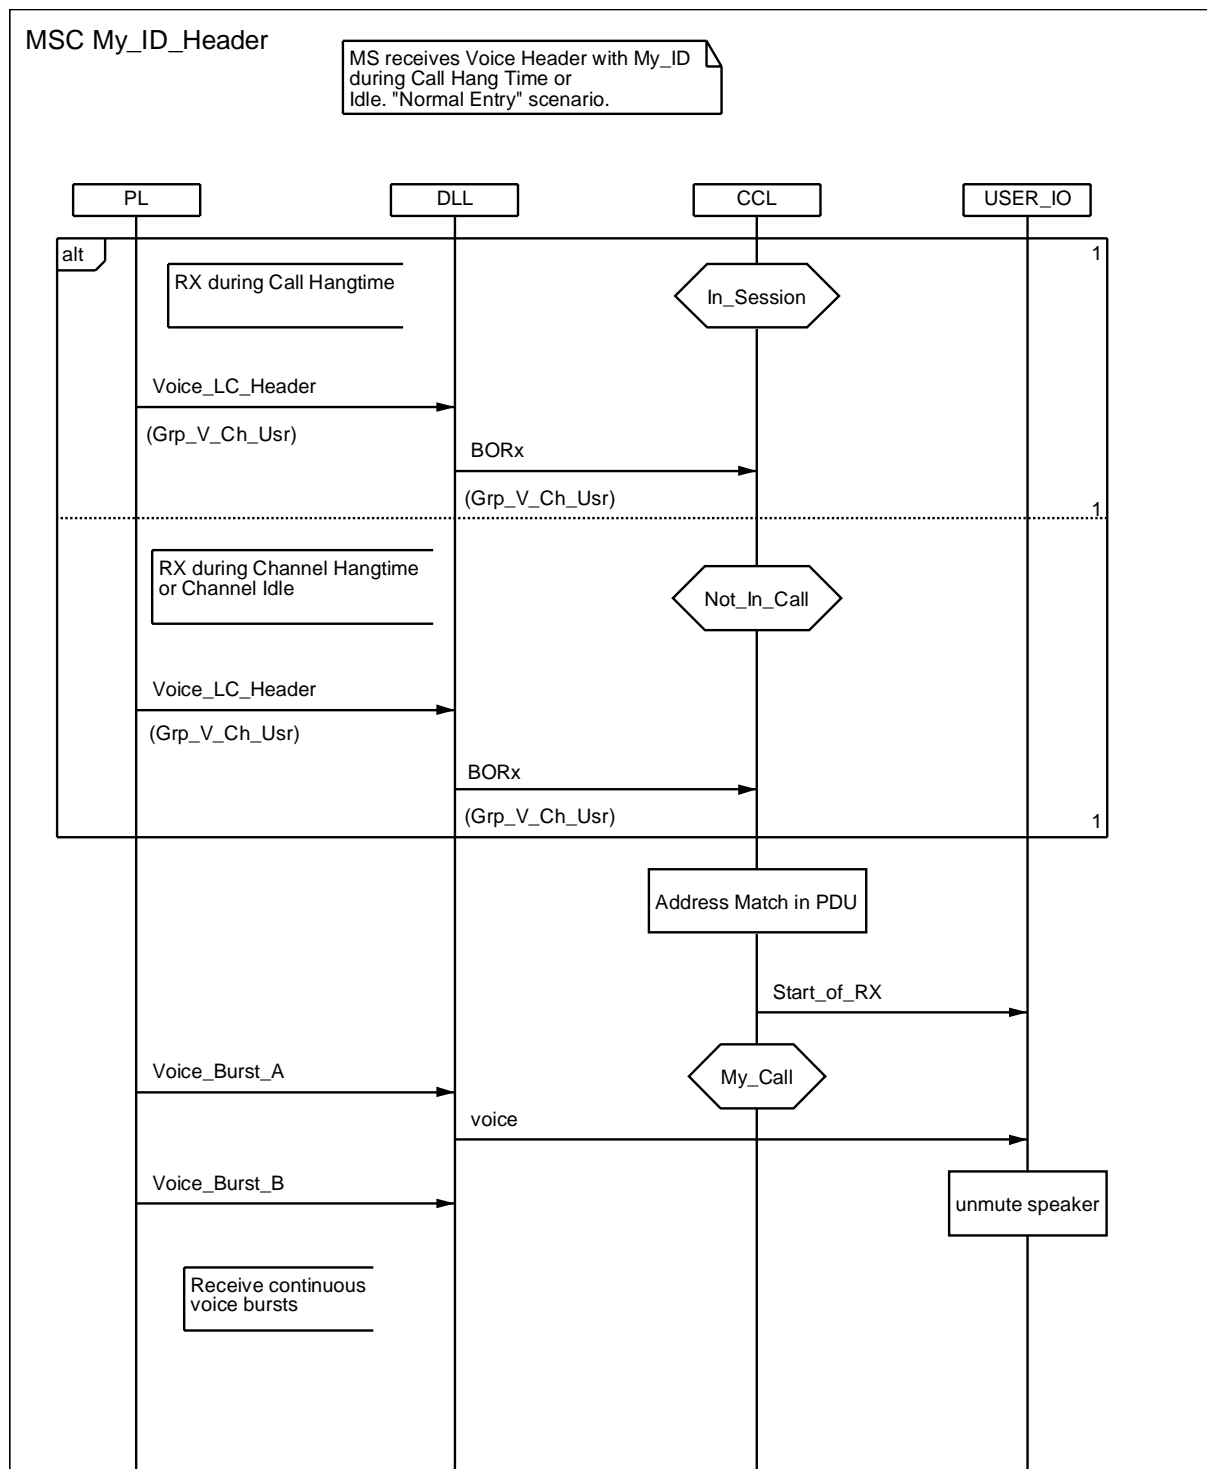 MSC My_ID_Header
MS receives Voice Header with My_ID
during Call Hang Time or
Idle. "Normal Entry" scenario.
PL
DLL
CCL
USER_IO
alt
1
RX during Call Hangtime
In_Session
Voice_LC_Header
(Grp_V_Ch_Usr)
BORx
(Grp_V_Ch_Usr)
1
RX during Channel Hangtime
or Channel Idle
Not_In_Call
Voice_LC_Header
(Grp_V_Ch_Usr)
BORx
(Grp_V_Ch_Usr)
1
Address Match in PDU
Start_of_RX
Voice_Burst_A
My_Call
voice
Voice_Burst_B
unmute speaker
Receive continuous
voice bursts